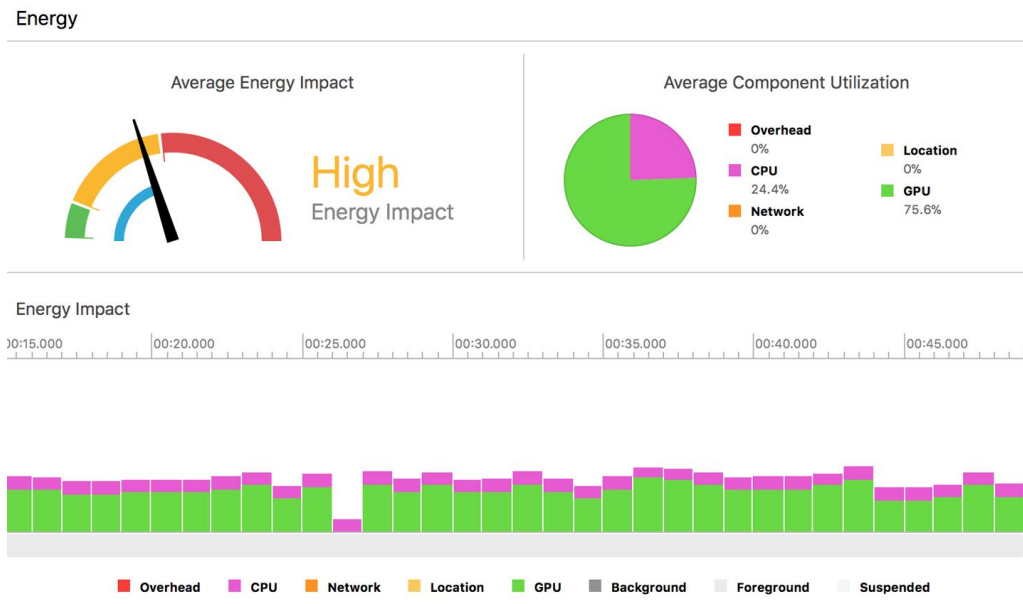 Energy
Average Energy Impact
High
Energy Impact
Average Component Utilization
Overhead
0%
CPU
24.4%
Network
0%
Location
0%
GPU
75.6%
Energy Impact
00:15.000 00:20.000 00:25.000 00:30.000 00:35.000 00:40.000 00:45.000
Overhead CPU Network Location GPU Background Foreground Suspended